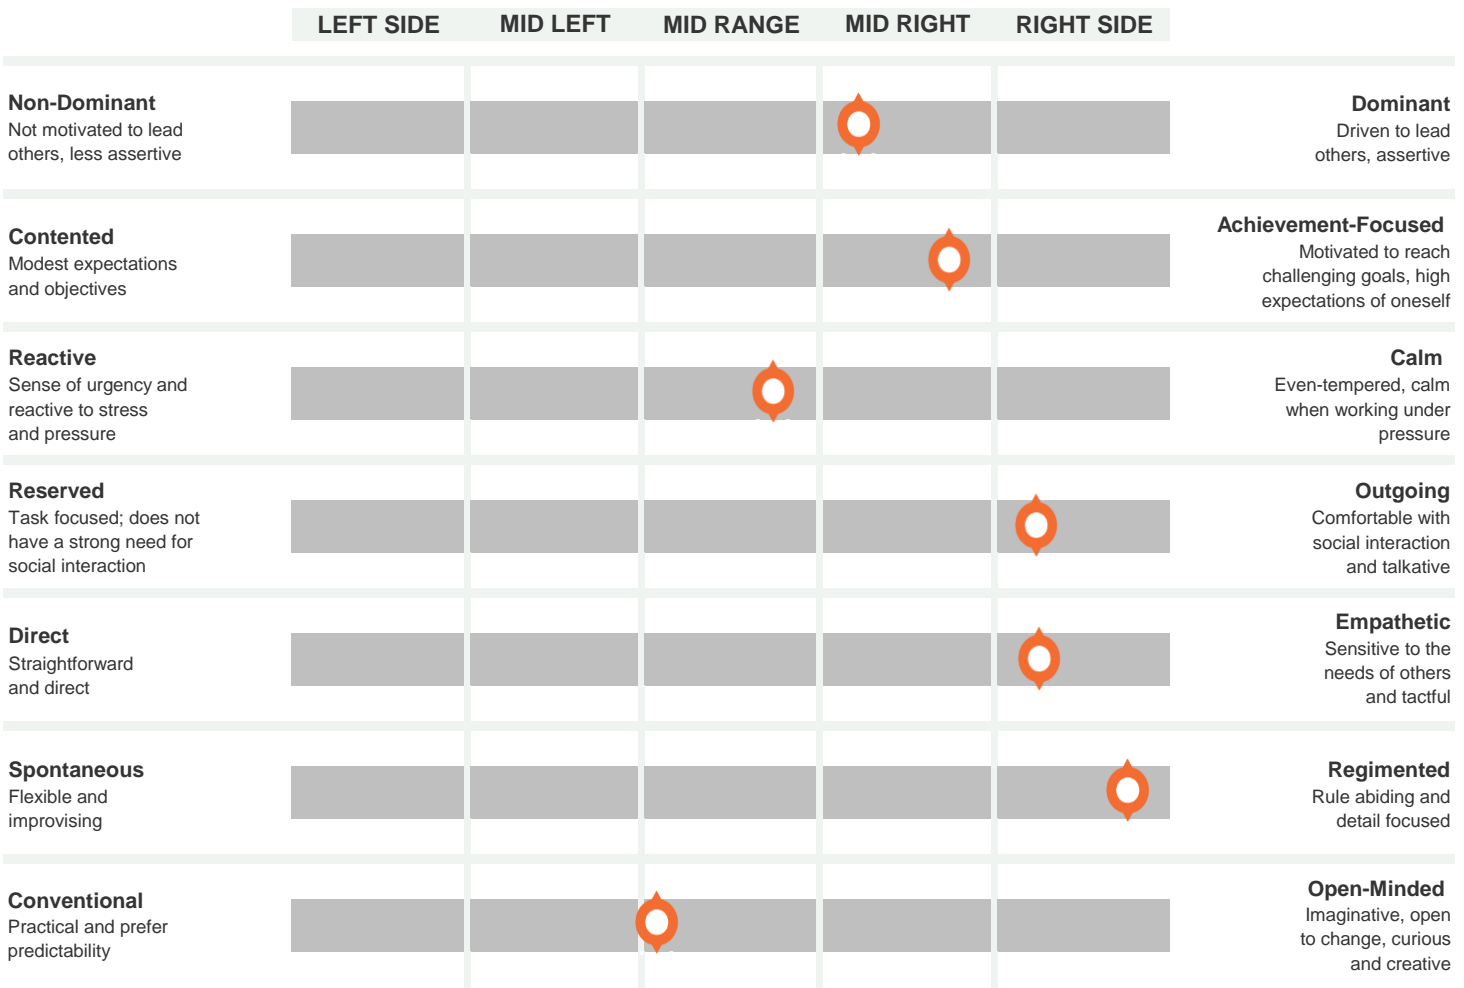 LEFT SIDE MID LEFT MID RANGE MID RIGHT RIGHT SIDE
Non-Dominant
Not motivated to lead
others, less assertive
Dominant
Driven to lead
others, assertive
Contented
Modest expectations
and objectives
Achievement-Focused
Motivated to reach
challenging goals, high
expectations of oneself
Reactive
Sense of urgency and
reactive to stress
and pressure
Calm
Even-tempered, calm
when working under
pressure
Reserved
Task focused; does not
have a strong need for
social interaction
Outgoing
Comfortable with
social interaction
and talkative
Direct
Straightforward
and direct
Empathetic
Sensitive to the
needs of others
and tactful
Spontaneous
Flexible and
improvising
Regimented
Rule abiding and
detail focused
Conventional
Practical and prefer
predictability
Open-Minded
Imaginative, open
to change, curious
and creative